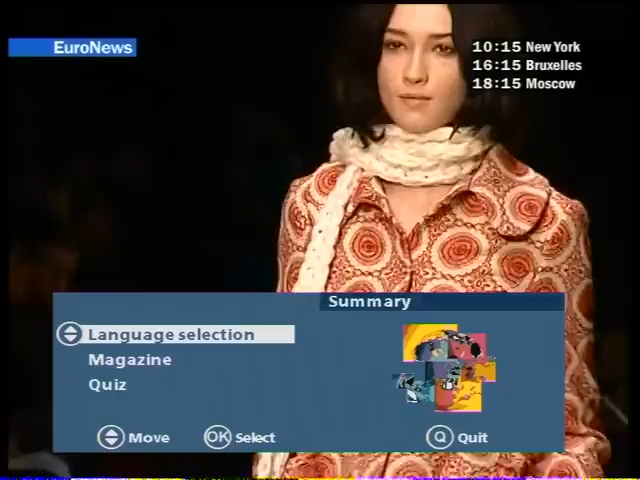 EuroNews
10:15 New York
16:15 Bruxelles
18:15 Moscow
Summary
Language selection
Magazine
Quiz
Move OK Select Q Quit